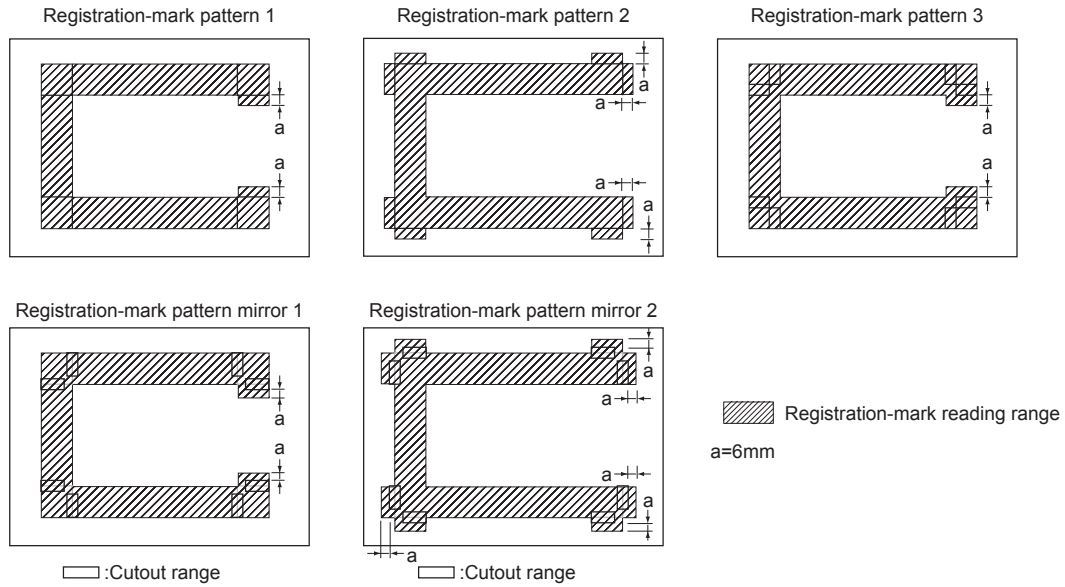 Registration-mark pattern 1
Registration-mark pattern 2
Registration-mark pattern 3
a
a
a
a
a
a
a
a
Registration-mark pattern mirror 1
Registration-mark pattern mirror 2
a
a
a
a
a
a
a
Registration-mark reading range
a=6mm
:Cutout range
:Cutout range